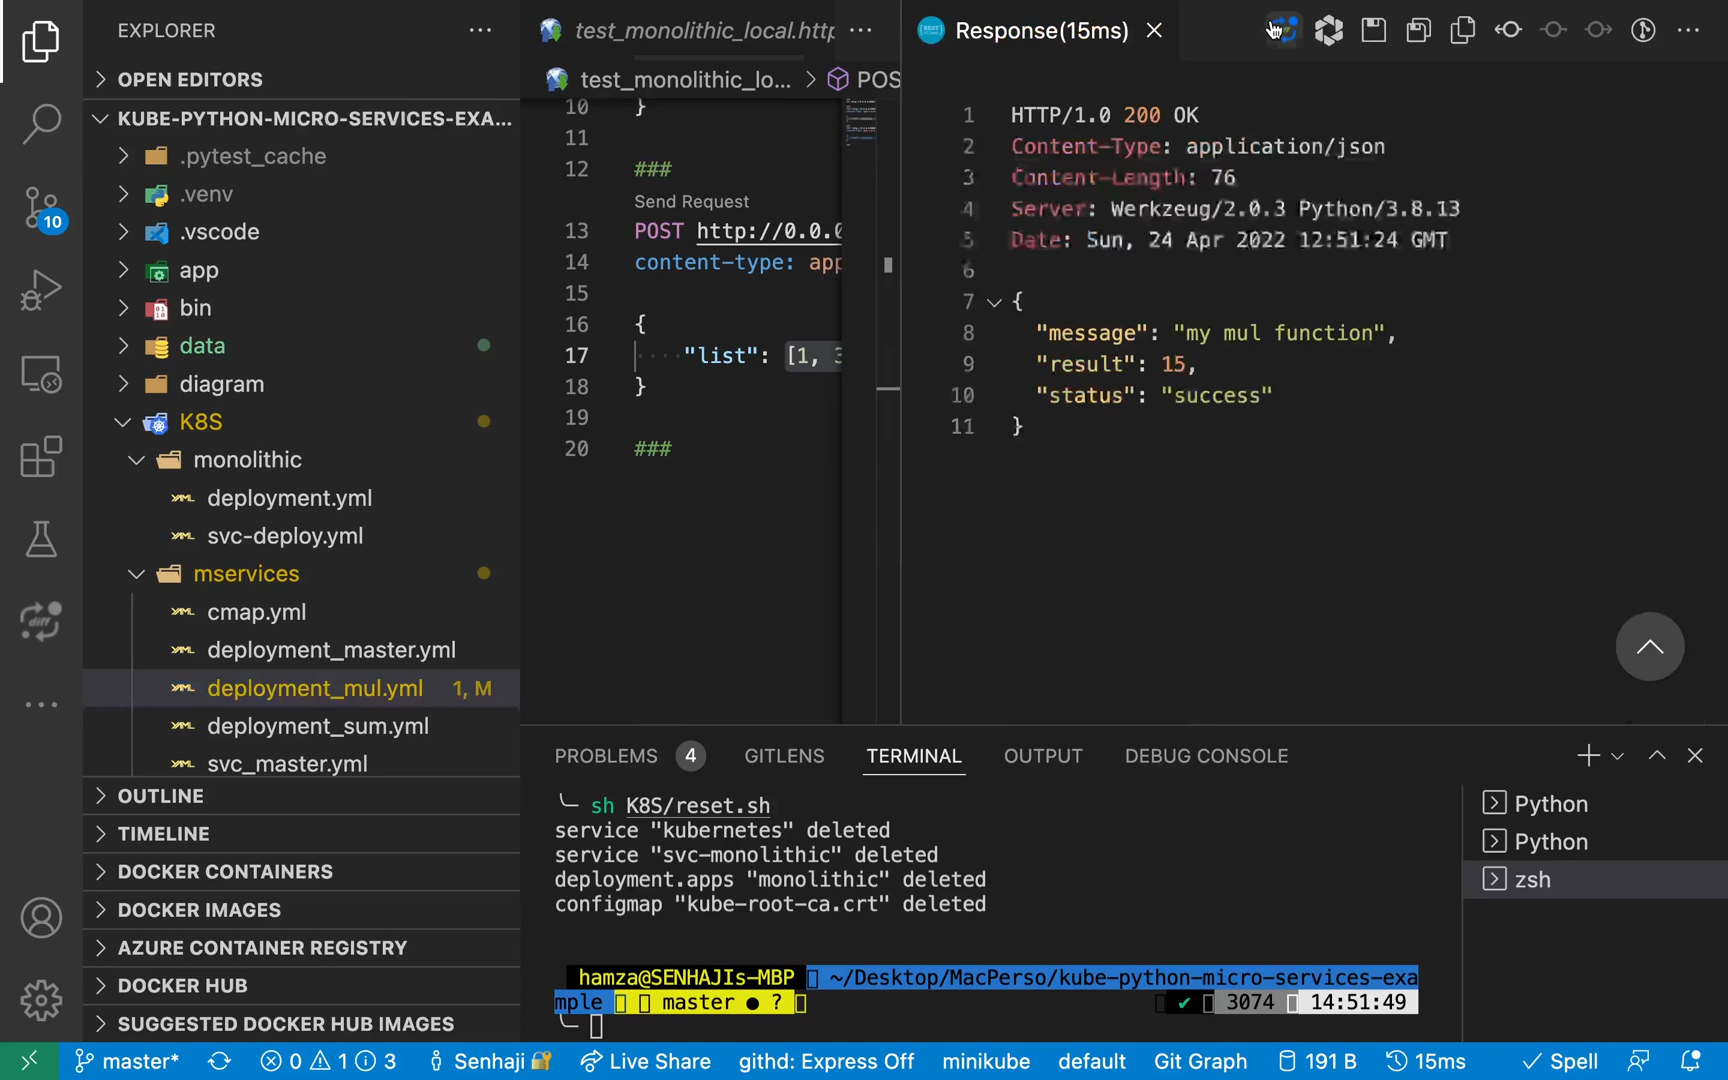 EXPLORER
OPEN EDITORS
KUBE-PYTHON-MICRO-SERVICES-EXA...
.pytest_cache
.venv
.vscode
app
bin
data
diagram
K8S
monolithic
deployment.yml
svc-deploy.yml
mservices
cmap.yml
deployment_master.yml
deployment_mul.yml 1, M
deployment_sum.yml
svc_master.yml
OUTLINE
TIMELINE
DOCKER CONTAINERS
DOCKER IMAGES
AZURE CONTAINER REGISTRY
DOCKER HUB
SUGGESTED DOCKER HUB IMAGES
10
diff
test_monolithic_local.http
test_monolithic_lo... POS
10 }
11
12 ###
Send Request
13 POST http://0.0.0
14 content-type: app
15
16 {
17 ····"list": [1, 3
18 }
19
20 ###
Response(15ms)
1 HTTP/1.0 200 OK
2 Content-Type: application/json
3 Content-Length: 76
4 Server: Werkzeug/2.0.3 Python/3.8.13
5 Date: Sun, 24 Apr 2022 12:51:24 GMT
6
7 {
8 "message": "my mul function",
9 "result": 15,
10 "status": "success"
11 }
PROBLEMS 4 GITLENS TERMINAL OUTPUT DEBUG CONSOLE
sh K8S/reset.sh
service "kubernetes" deleted
service "svc-monolithic" deleted
deployment.apps "monolithic" deleted
configmap "kube-root-ca.crt" deleted
hamza@SENHAJIs-MBP ~/Desktop/MacPerso/kube-python-micro-services-exa
mple master ● ? ✔ 3074 14:51:49
Python
Python
zsh
master* 0 1 3 Senhaji Live Share githd: Express Off minikube default Git Graph 191 B 15ms Spell